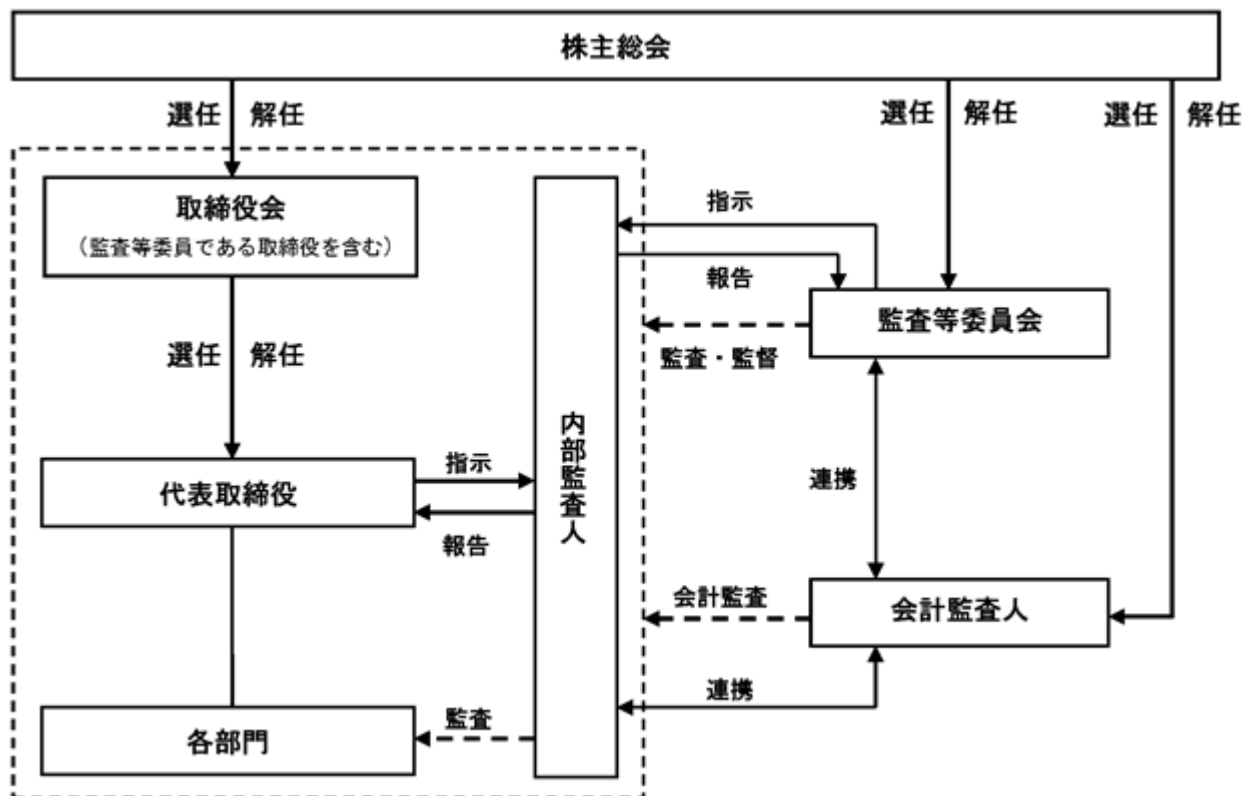 株主総会
選任 解任
選任 解任
選任 解任
取締役会
（監査等委員である取締役を含む）
指示
報告
監査等委員会
監査・監督
選任 解任
内部監査人
代表取締役
指示
報告
連携
会計監査
会計監査人
連携
各部門
監査